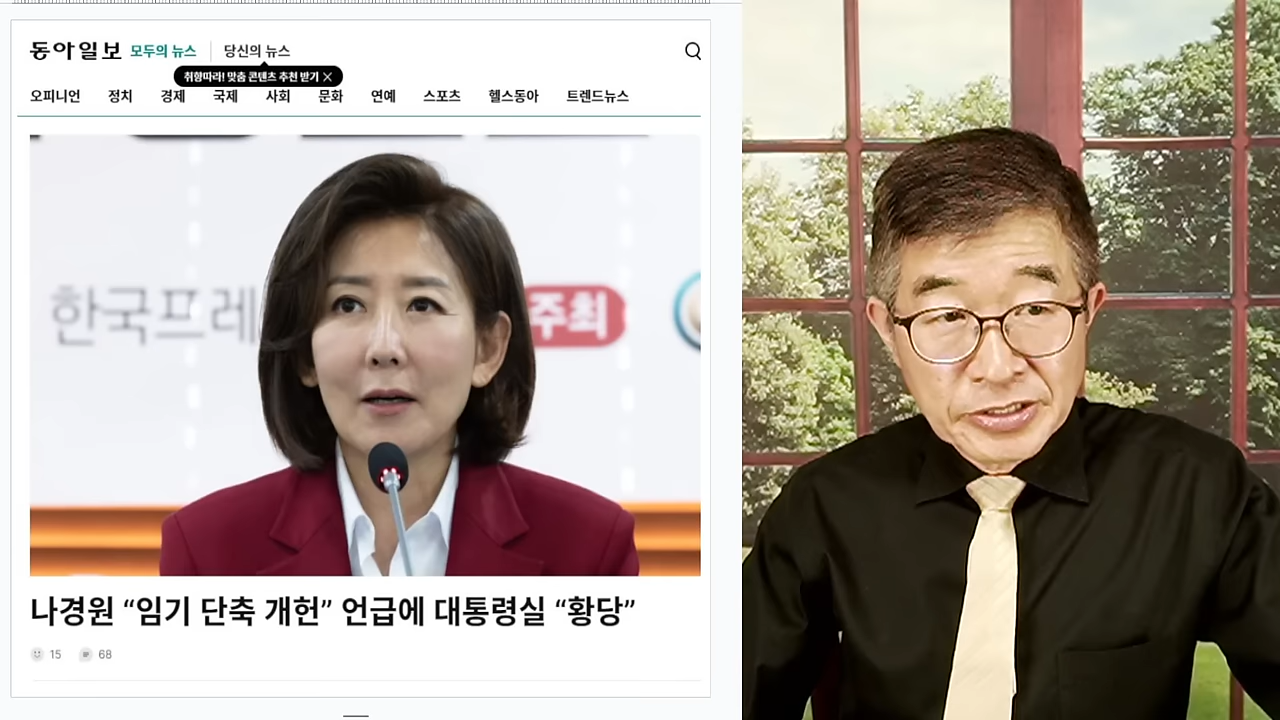 동아일보 모두의 뉴스 당신의 뉴스
취향따라! 맞춤 콘텐츠 추천 받기 ×
오피니언 정치 경제 국제 사회 문화 연예 스포츠 헬스동아 트렌드뉴스
한국프레
주최
나경원 “임기 단축 개헌” 언급에 대통령실 “황당”
15 68